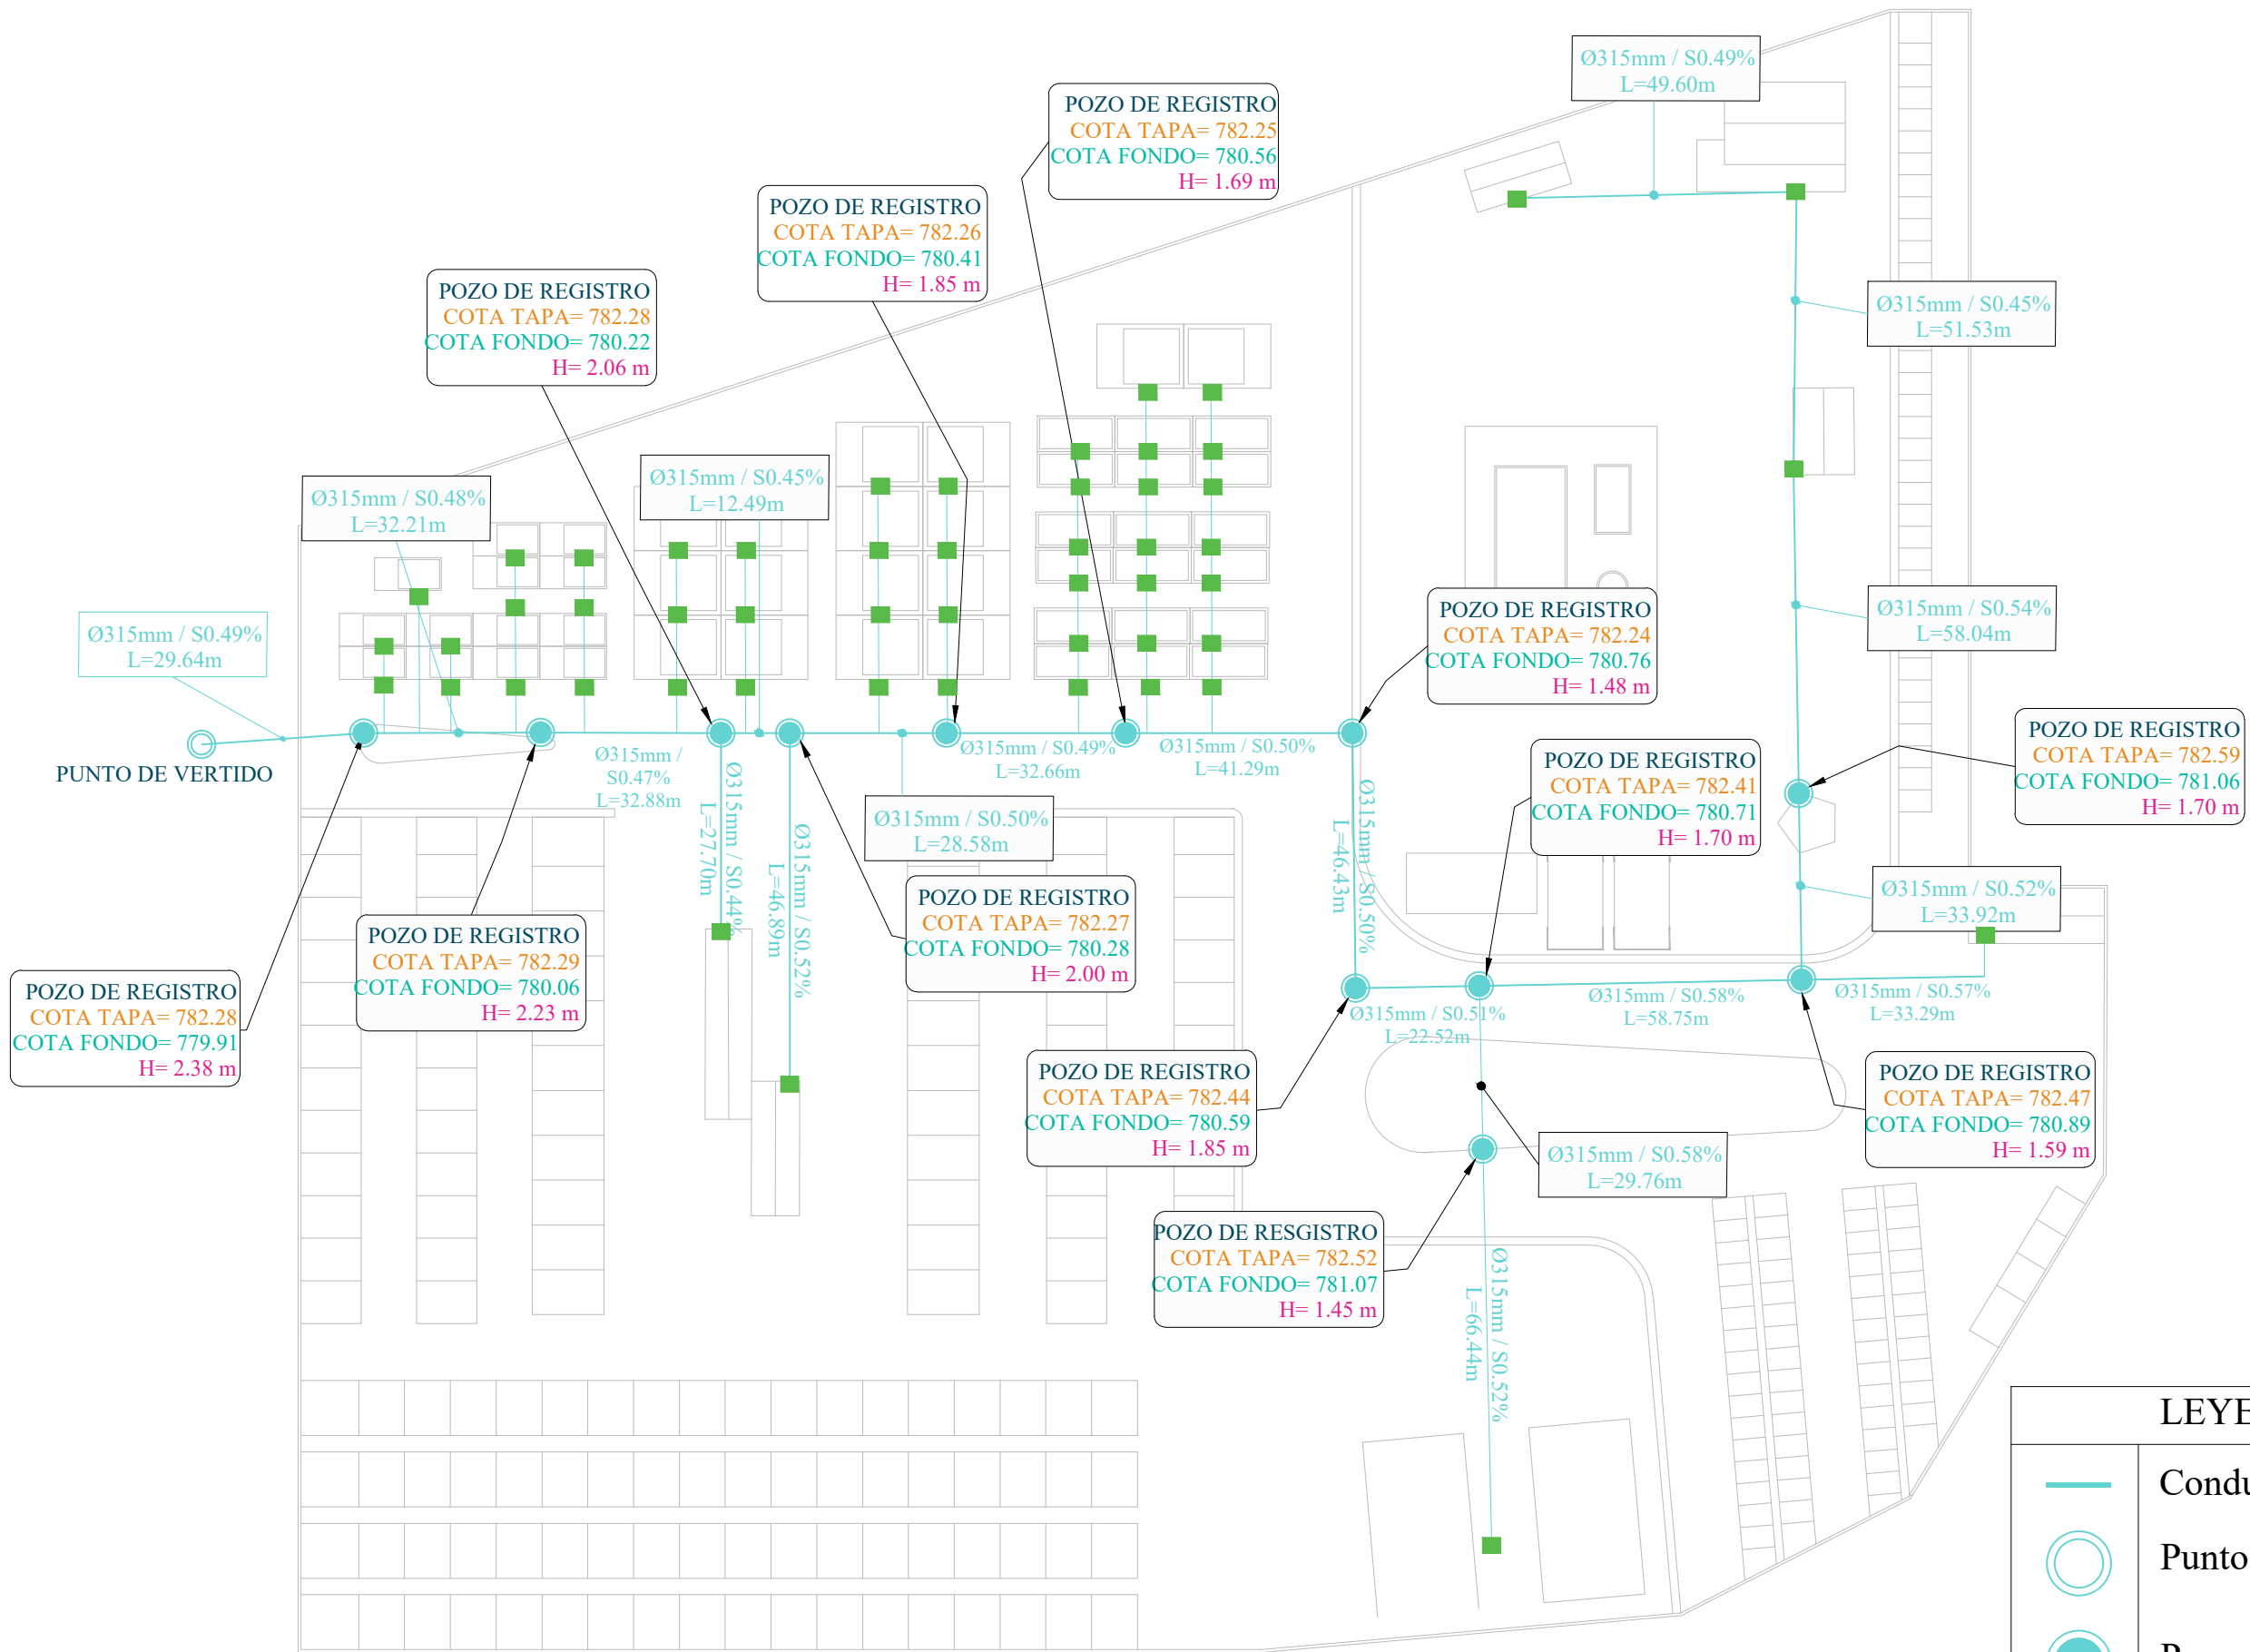 Ø315mm / S0.49%
L=49.60m
POZO DE REGISTRO
COTA TAPA= 782.25
COTA FONDO= 780.56
H= 1.69 m
POZO DE REGISTRO
COTA TAPA= 782.26
COTA FONDO= 780.41
H= 1.85 m
POZO DE REGISTRO
COTA TAPA= 782.28
COTA FONDO= 780.22
H= 2.06 m
Ø315mm / S0.45%
L=51.53m
Ø315mm / S0.45%
L=12.49m
Ø315mm / S0.48%
L=32.21m
Ø315mm / S0.49%
L=29.64m
PUNTO DE VERTIDO
POZO DE REGISTRO
COTA TAPA= 782.24
COTA FONDO= 780.76
H= 1.48 m
Ø315mm / S0.54%
L=58.04m
POZO DE REGISTRO
COTA TAPA= 782.59
COTA FONDO= 781.06
H= 1.70 m
Ø315mm /
S0.47%
L=32.88m
Ø315mm / S0.44%
L=27.70m
Ø315mm / S0.52%
L=46.89m
Ø315mm / S0.49%
L=32.66m
Ø315mm / S0.50%
L=41.29m
Ø315mm / S0.50%
L=28.58m
Ø315mm / S0.50%
L=46.43m
POZO DE REGISTRO
COTA TAPA= 782.41
COTA FONDO= 780.71
H= 1.70 m
Ø315mm / S0.52%
L=33.92m
POZO DE REGISTRO
COTA TAPA= 782.27
COTA FONDO= 780.28
H= 2.00 m
POZO DE REGISTRO
COTA TAPA= 782.29
COTA FONDO= 780.06
H= 2.23 m
POZO DE REGISTRO
COTA TAPA= 782.28
COTA FONDO= 779.91
H= 2.38 m
Ø315mm / S0.51%
L=22.52m
Ø315mm / S0.58%
L=58.75m
Ø315mm / S0.57%
L=33.29m
POZO DE REGISTRO
COTA TAPA= 782.44
COTA FONDO= 780.59
H= 1.85 m
POZO DE REGISTRO
COTA TAPA= 782.47
COTA FONDO= 780.89
H= 1.59 m
Ø315mm / S0.58%
L=29.76m
POZO DE RESGISTRO
COTA TAPA= 782.52
COTA FONDO= 781.07
H= 1.45 m
Ø315mm / S0.52%
L=66.44m
LEYE
Condu
Punto